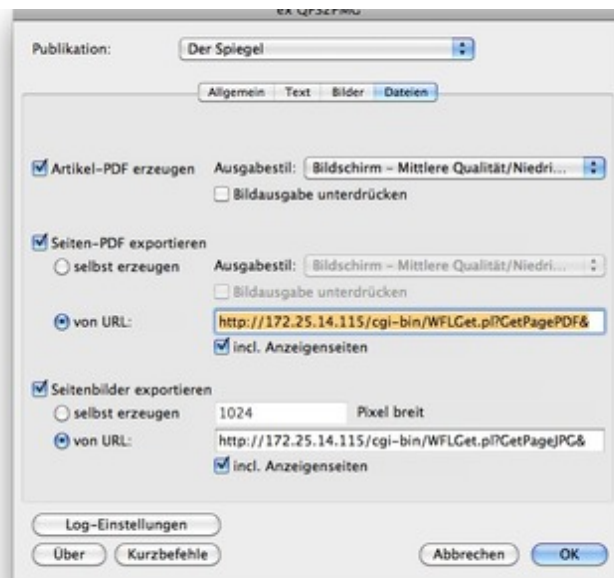 ex QPS2PMG
Publikation: Der Spiegel
Allgemein Text Bilder Dateien
Artikel-PDF erzeugen Ausgabestil: Bildschirm – Mittlere Qualität/Niedri...
Bildausgabe unterdrücken
Seiten-PDF exportieren
selbst erzeugen Ausgabestil: Bildschirm – Mittlere Qualität/Niedri...
Bildausgabe unterdrücken
von URL: http://172.25.14.115/cgi-bin/WFLGet.pl?GetPagePDF&
incl. Anzeigenseiten
Seitenbilder exportieren
selbst erzeugen 1024 Pixel breit
von URL: http://172.25.14.115/cgi-bin/WFLGet.pl?GetPageJPG&
incl. Anzeigenseiten
Log-Einstellungen
Über Kurzbefehle Abbrechen OK